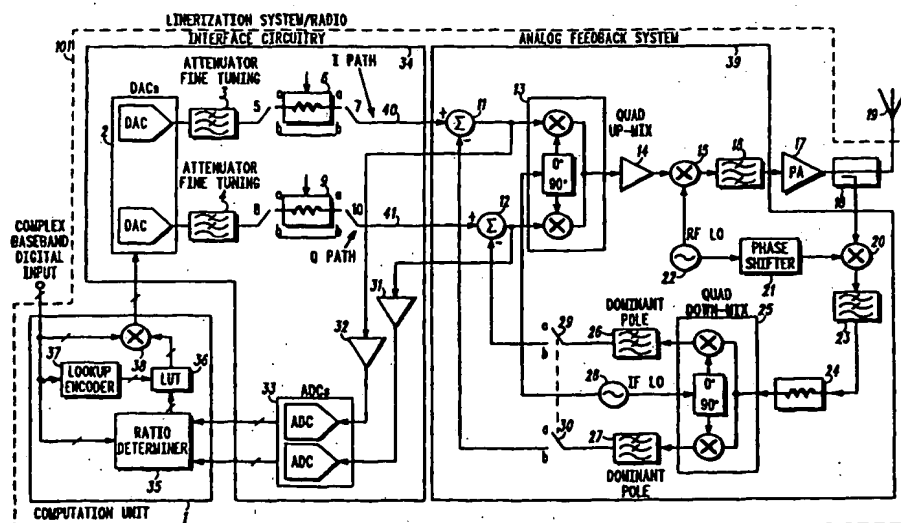 LINERIZATION SYSTEM/RADIO
INTERFACE CIRCUITRY
ANALOG FEEDBACK SYSTEM
101
34
39
ATTENUATOR
FINE TUNING
I PATH
DACs
DAC
2
3
5
a
a
6
b
b
7
40
+
Σ
11
-
13
QUAD
UP-MIX
0°
90°
14
15
16
17
PA
18
19
ATTENUATOR
FINE TUNING
DAC
4
8
a
a
9
b
b
10
41
Q PATH
+
Σ
12
-
COMPLEX
BASEBAND
DIGITAL
INPUT
RF LO
22
PHASE
SHIFTER
21
20
23
31
32
DOMINANT
POLE
QUAD
DOWN-MIX
25
a
b
29
26
28
IF LO
0°
90°
24
a
b
30
27
DOMINANT
POLE
37
LOOKUP
ENCODER
38
LUT
36
33
ADCs
ADC
ADC
RATIO
DETERMINER
35
COMPUTATION UNIT
1